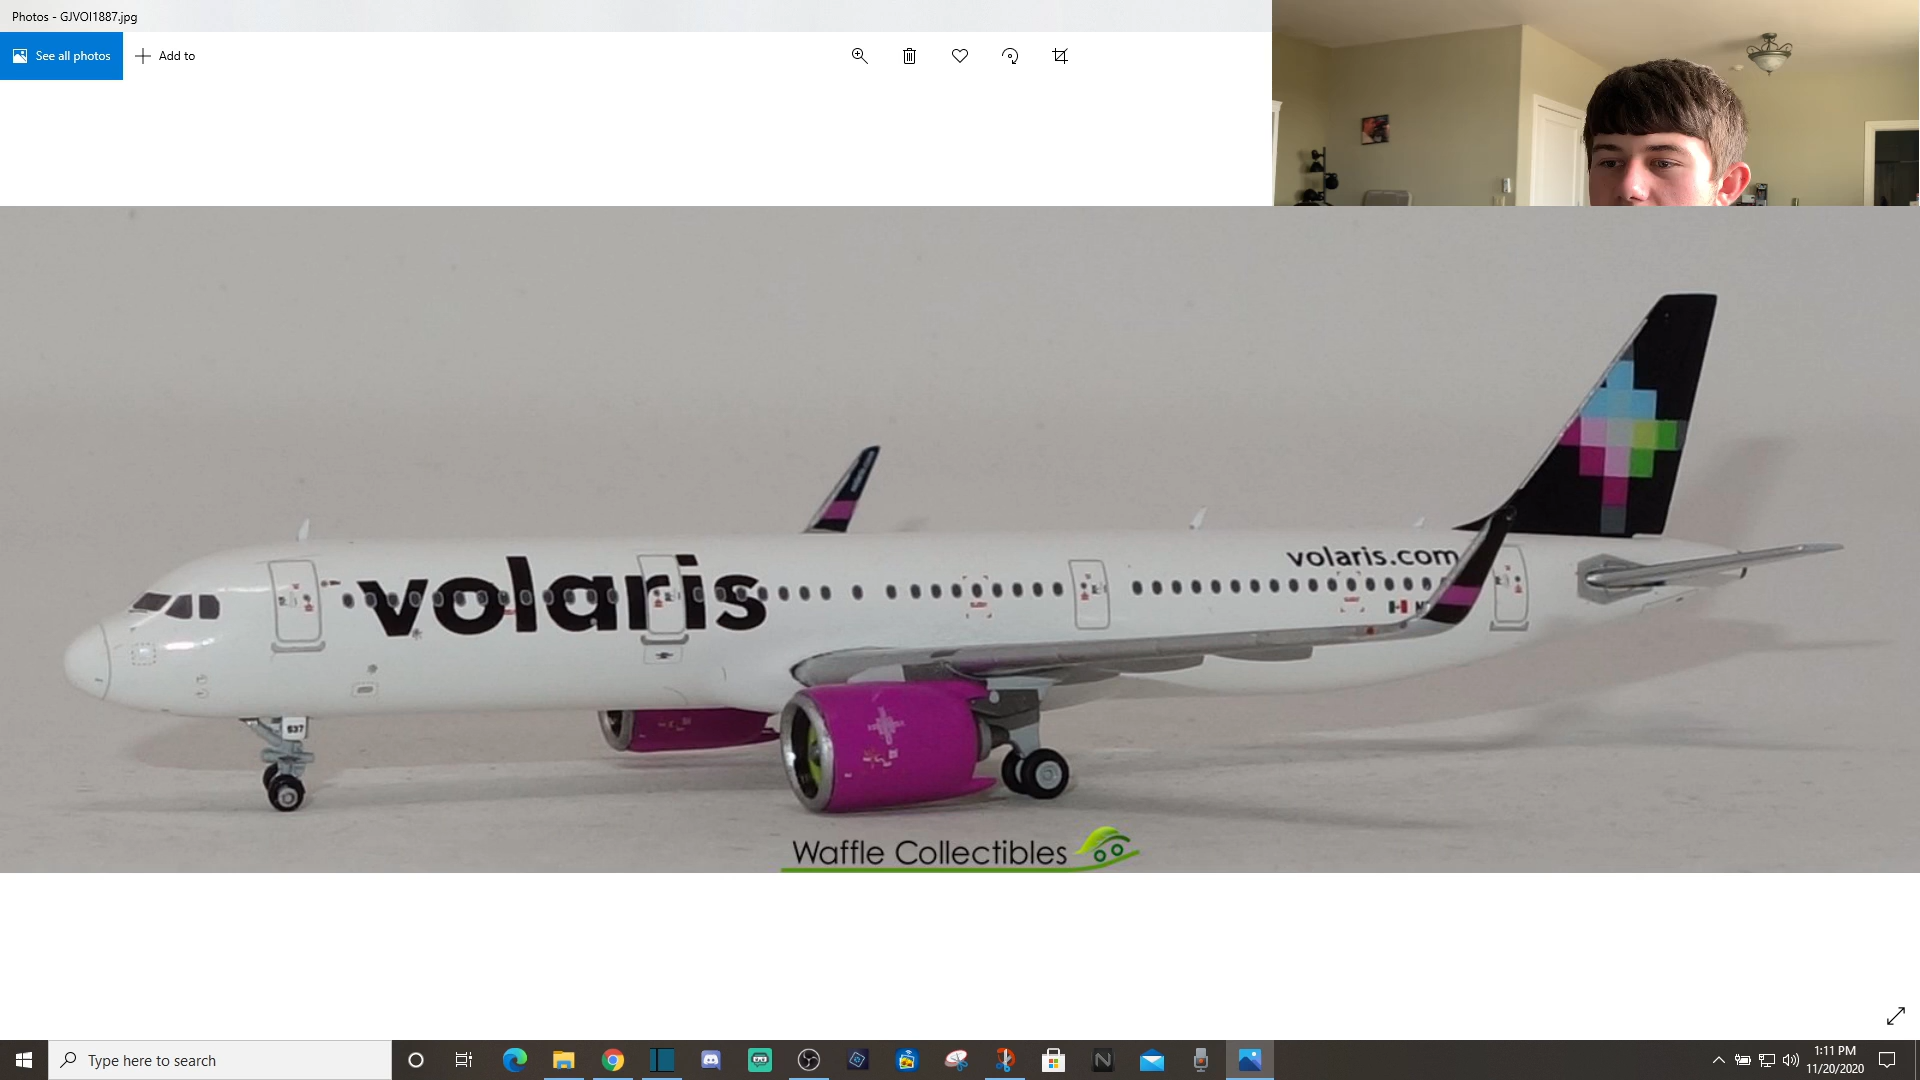 Photos - GJVOI1887.jpg
See all photos
Add to
volaris
volaris.com
537
Waffle Collectibles
Type here to search
1:11 PM
11/20/2020